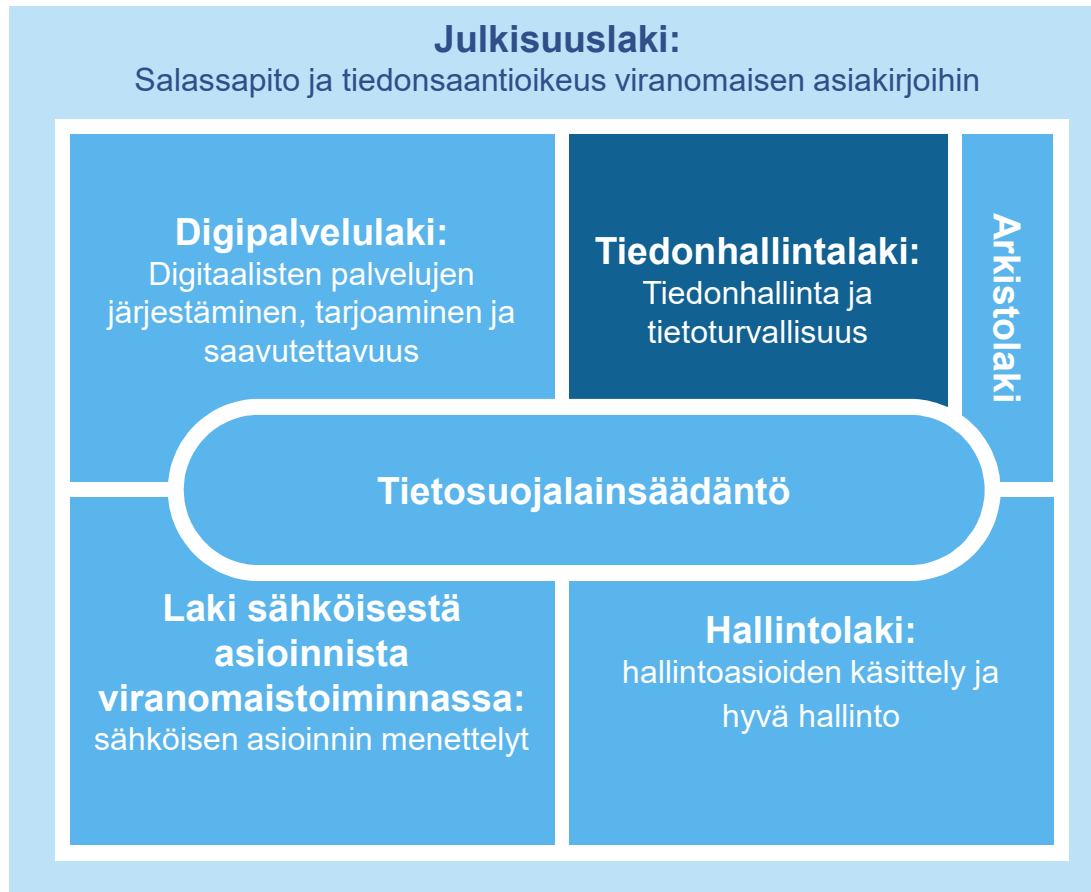 Julkisuuslaki:
Salassapito ja tiedonsaantioikeus viranomaisen asiakirjoihin
Digipalvelulaki:
Digitaalisten palvelujen
järjestäminen, tarjoaminen ja
saavutettavuus
Tiedonhallintalaki:
Tiedonhallinta ja
tietoturvallisuus
Arkistolaki
Tietosuojalainsäädäntö
Laki sähköisestä
asioinnista
viranomaistoiminnassa:
sähköisen asioinnin menettelyt
Hallintolaki:
hallintoasioiden käsittely ja
hyvä hallinto